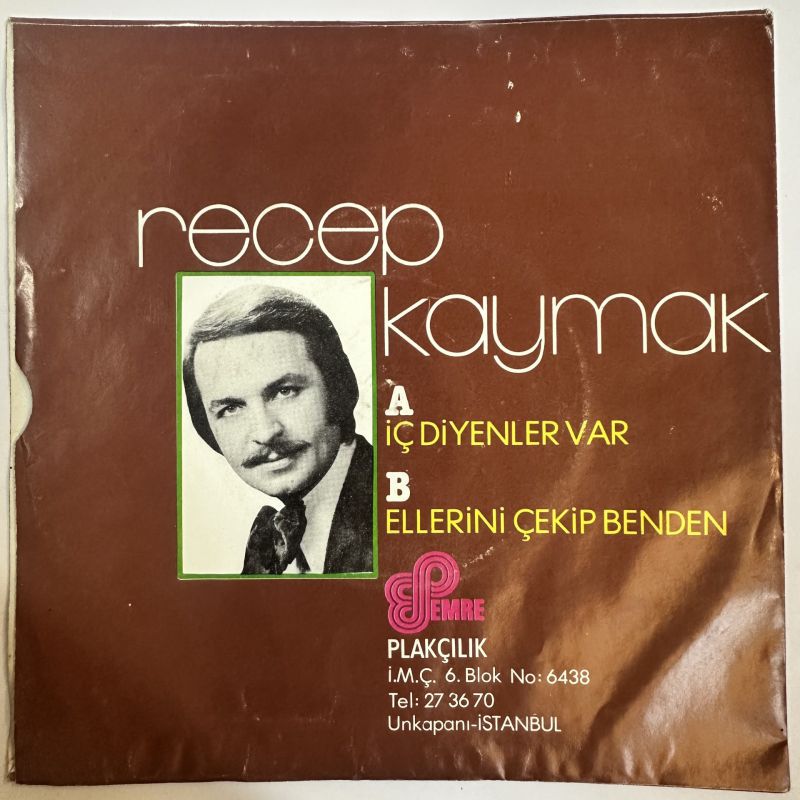 recep
kaymak
A
İÇ DİYENLER VAR
B
ELLERİNİ ÇEKİP BENDEN
EMRE
PLAKÇILIK
İ.M.Ç. 6. Blok No: 6438
Tel: 27 36 70
Unkapanı-İSTANBUL